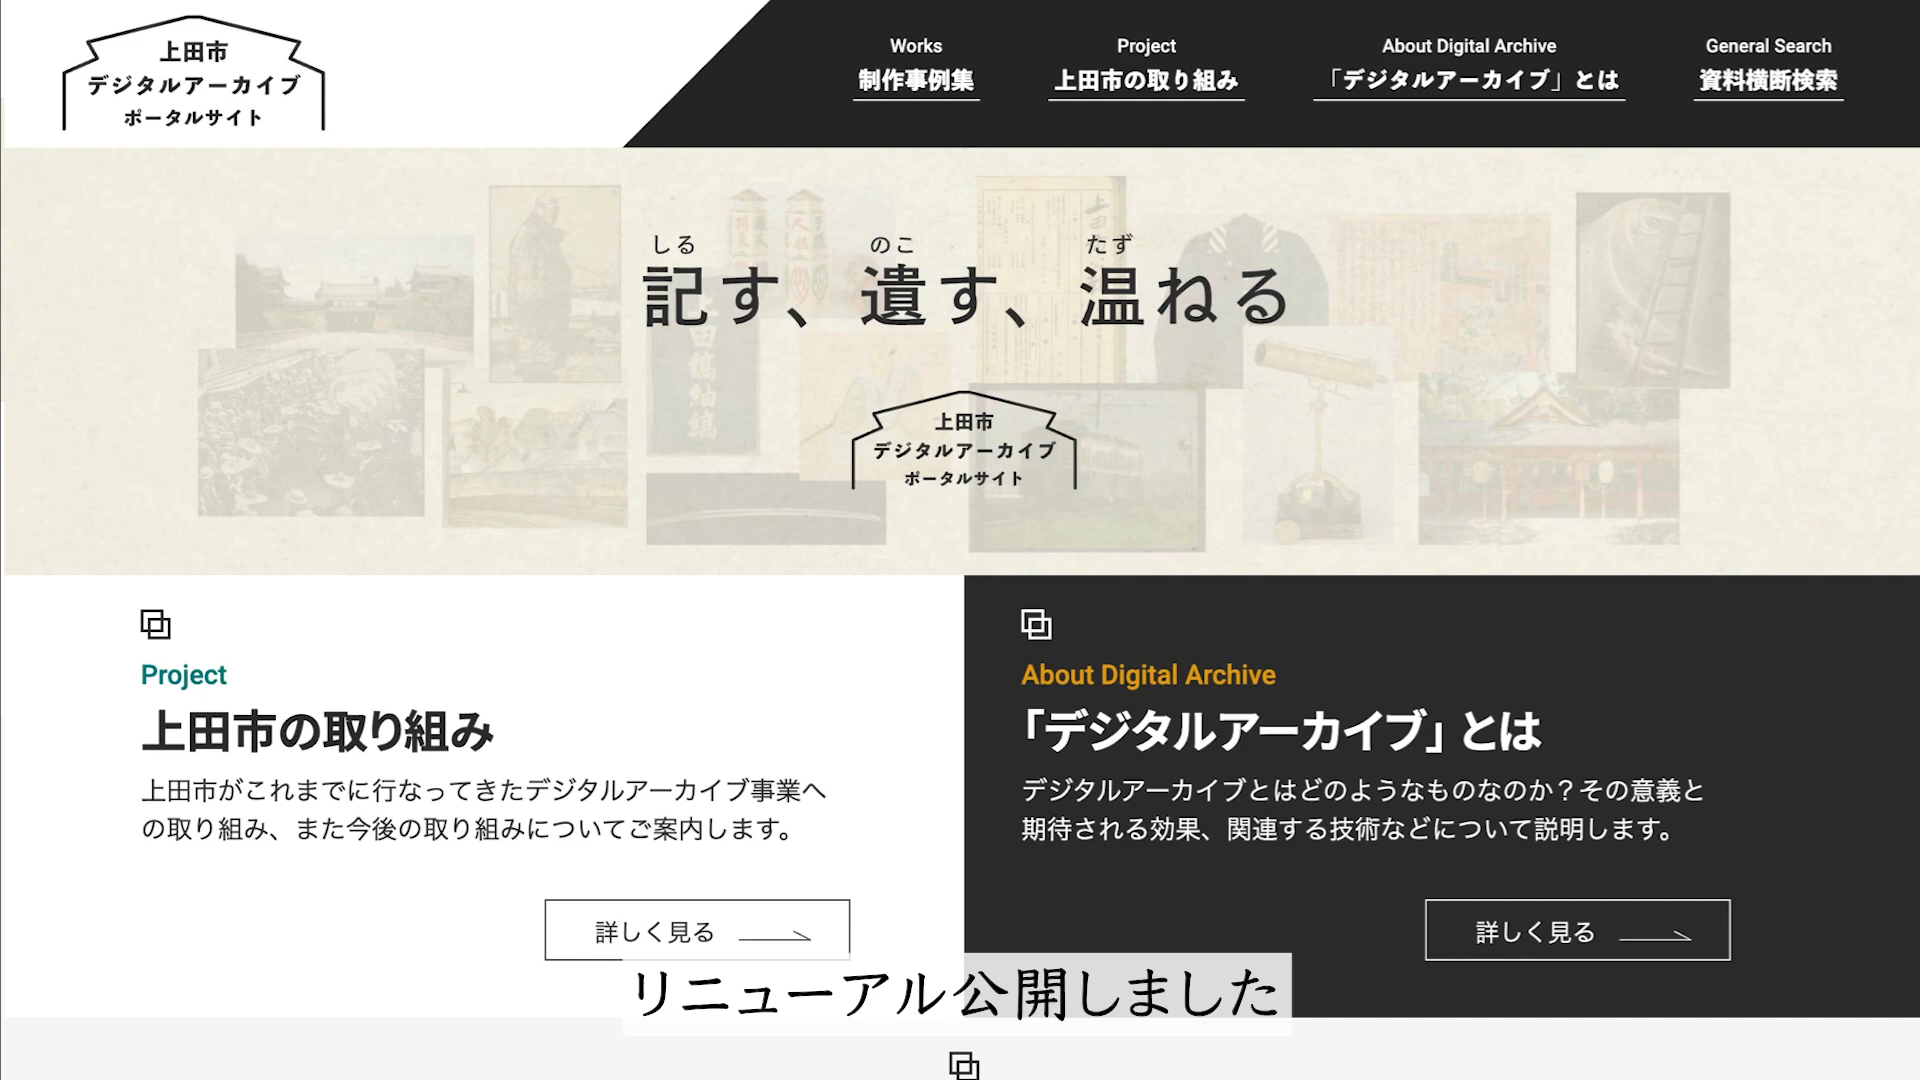 上田市
デジタルアーカイブ
ポータルサイト
Works
制作事例集
Project
上田市の取り組み
About Digital Archive
「デジタルアーカイブ」とは
General Search
資料横断検索
しる のこ たず
記す、遺す、温ねる
上田市
デジタルアーカイブ
ポータルサイト
Project
上田市の取り組み
上田市がこれまでに行なってきたデジタルアーカイブ事業へ
の取り組み、また今後の取り組みについてご案内します。
詳しく見る
About Digital Archive
「デジタルアーカイブ」とは
デジタルアーカイブとはどのようなものなのか？その意義と
期待される効果、関連する技術などについて説明します。
詳しく見る
リニューアル公開しました